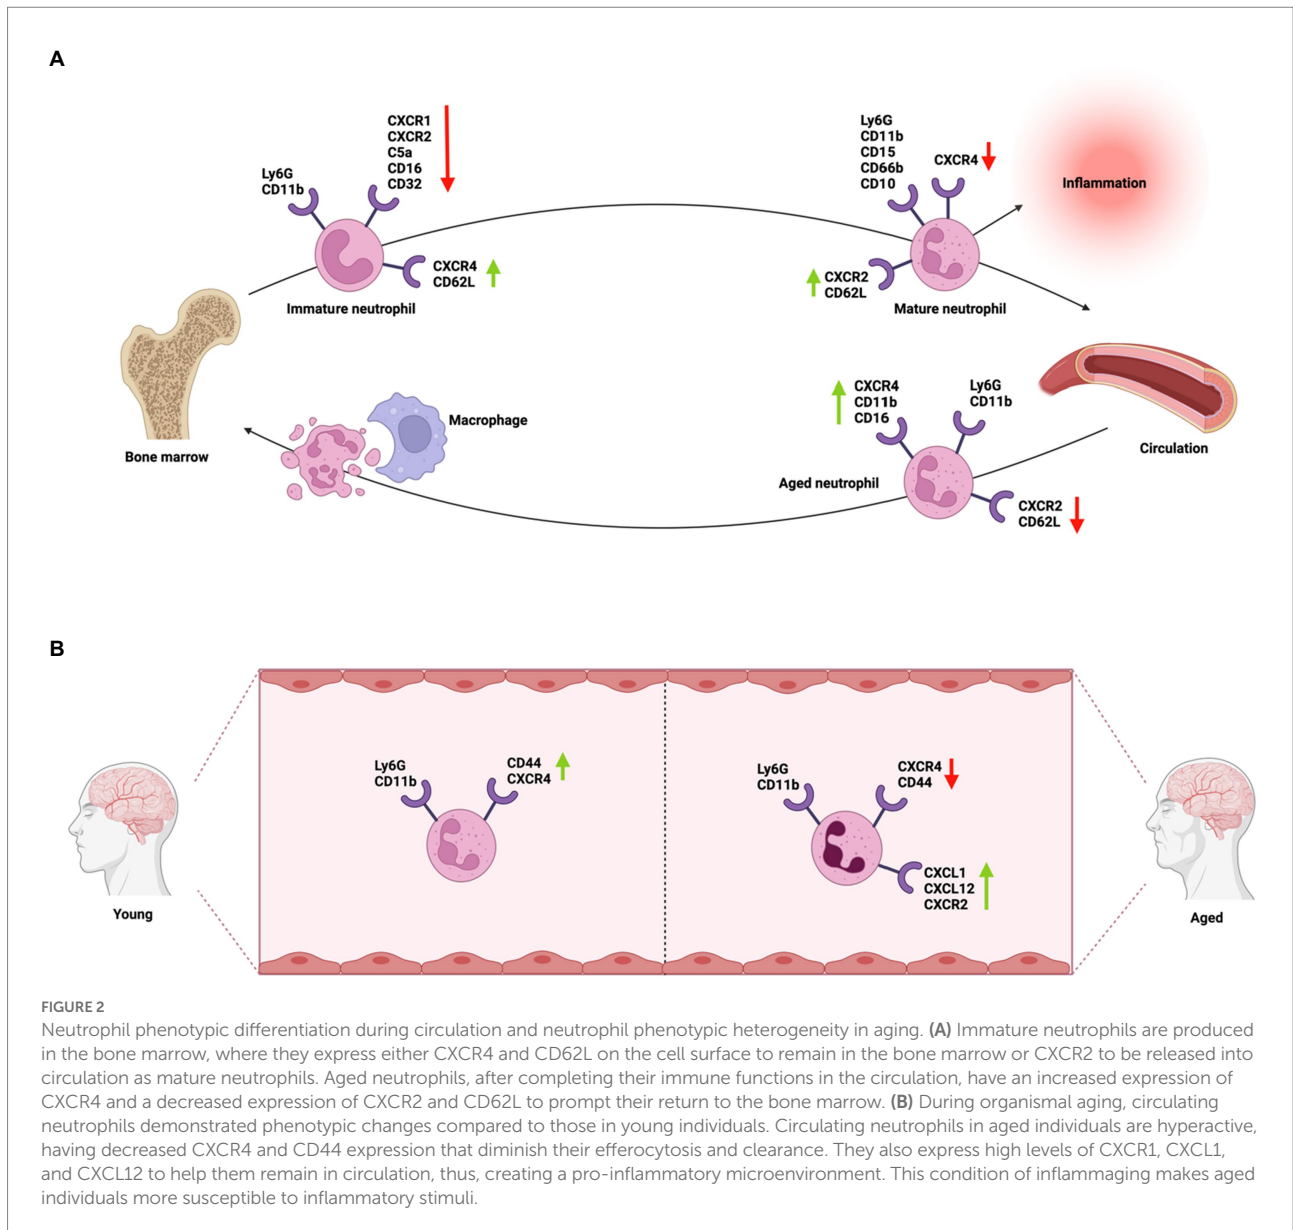 A
CXCR1
CXCR2
C5a
CD16
CD32
Ly6G
CD11b
CXCR4
CD62L
Immature neutrophil
Ly6G
CD11b
CD15
CD66b
CD10
CXCR4
CXCR2
CD62L
Mature neutrophil
Inflammation
Bone marrow
Macrophage
CXCR4
CD11b
CD16
Ly6G
CD11b
Aged neutrophil
CXCR2
CD62L
Circulation
B
Young
Ly6G
CD11b
CD44
CXCR4
Ly6G
CD11b
CXCR4
CD44
CXCL1
CXCL12
CXCR2
Aged
FIGURE 2
Neutrophil phenotypic differentiation during circulation and neutrophil phenotypic heterogeneity in aging. (A) Immature neutrophils are produced
in the bone marrow, where they express either CXCR4 and CD62L on the cell surface to remain in the bone marrow or CXCR2 to be released into
circulation as mature neutrophils. Aged neutrophils, after completing their immune functions in the circulation, have an increased expression of
CXCR4 and a decreased expression of CXCR2 and CD62L to prompt their return to the bone marrow. (B) During organismal aging, circulating
neutrophils demonstrated phenotypic changes compared to those in young individuals. Circulating neutrophils in aged individuals are hyperactive,
having decreased CXCR4 and CD44 expression that diminish their efferocytosis and clearance. They also express high levels of CXCR1, CXCL1,
and CXCL12 to help them remain in circulation, thus, creating a pro-inflammatory microenvironment. This condition of inflammaging makes aged
individuals more susceptible to inflammatory stimuli.